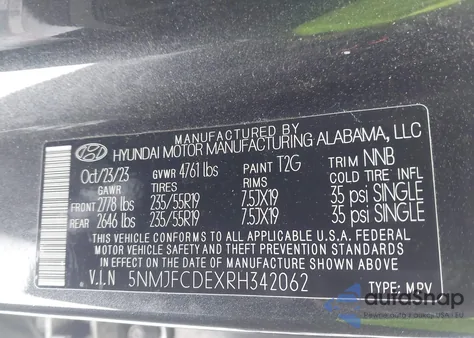 MANUFACTURED BY
HYUNDAI MOTOR MANUFACTURING ALABAMA, LLC
Oct/23/23 GVWR 4761 lbs PAINT T2G TRIM NNB
GAWR TIRES RIMS COLD TIRE INFL
FRONT 2778 lbs 235/55R19 7.5JX19 35 psi SINGLE
REAR 2646 lbs 235/55R19 7.5JX19 35 psi SINGLE
THIS VEHICLE CONFORMS TO ALL APPLICABLE U.S.A. FEDERAL
MOTOR VEHICLE SAFETY AND THEFT PREVENTION STANDARDS
IN EFFECT ON THE DATE OF MANUFACTURE SHOWN ABOVE.
V.I.N 5NMJFCDEXRH342062 TYPE: MPV
autoSnap